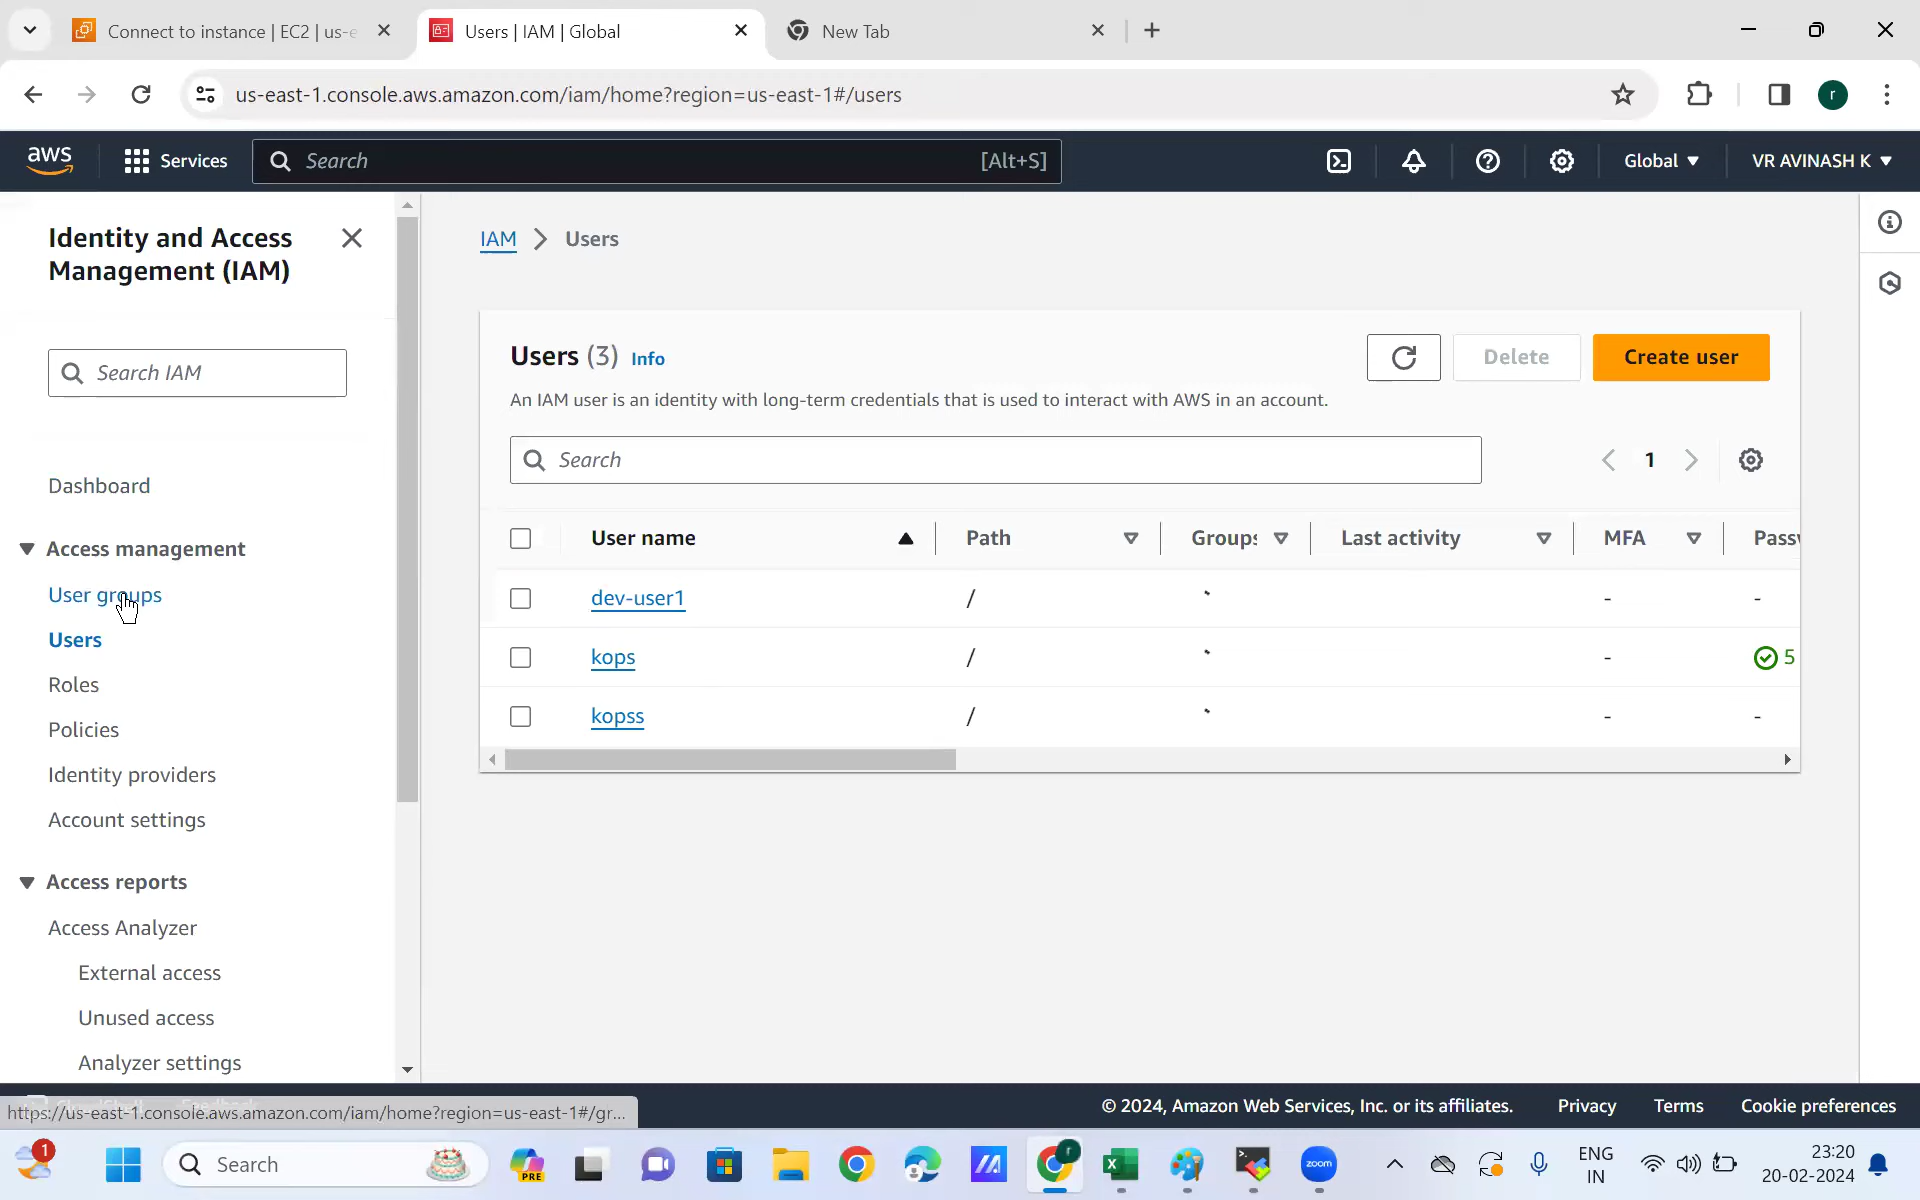 Connect to instance | EC2 | us-e
Users | IAM | Global
New Tab
us-east-1.console.aws.amazon.com/iam/home?region=us-east-1#/users
r
aws
Services
Search
[Alt+S]
Global
VR AVINASH K
Identity and Access
Management (IAM)
Search IAM
Dashboard
Access management
User groups
Users
Roles
Policies
Identity providers
Account settings
Access reports
Access Analyzer
External access
Unused access
Analyzer settings
IAM > Users
Users (3) Info
Delete
Create user
An IAM user is an identity with long-term credentials that is used to interact with AWS in an account.
Search
1
User name
Path
Groups
Last activity
MFA
Passw
dev-user1 / - -
kops / - 5
kopss / - -
https://us-east-1.console.aws.amazon.com/iam/home?region=us-east-1#/gr...
© 2024, Amazon Web Services, Inc. or its affiliates.
Privacy
Terms
Cookie preferences
1
Search
PRE
r
zoom
ENG
IN
23:20
20-02-2024